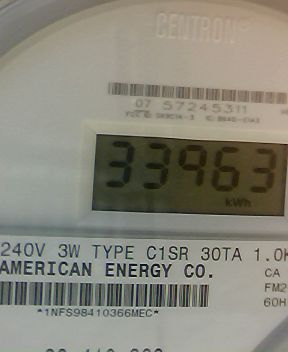 CENTRON®
07 57245311
33963
kWh
240V 3W TYPE C1SR 30TA 1.0K
AMERICAN ENERGY CO.
CA
FM2
60H
*1NFS98410366MEC*